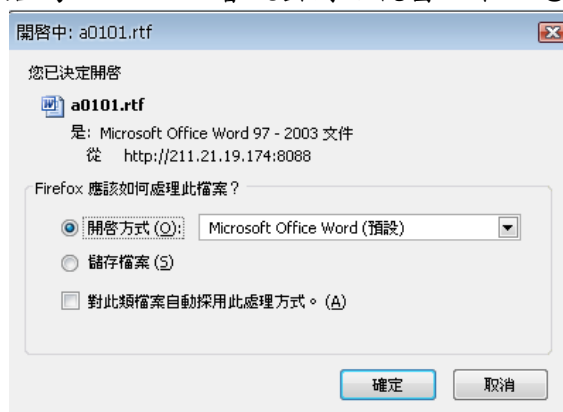 開啓中: a0101.rtf
您已決定開啓
a0101.rtf
是: Microsoft Office Word 97 - 2003 文件
從 http://211.21.19.174:8088
Firefox 應該如何處理此檔案？
開啓方式(O): Microsoft Office Word (預設)
儲存檔案(S)
對此類檔案自動採用此處理方式。(A)
確定 取消